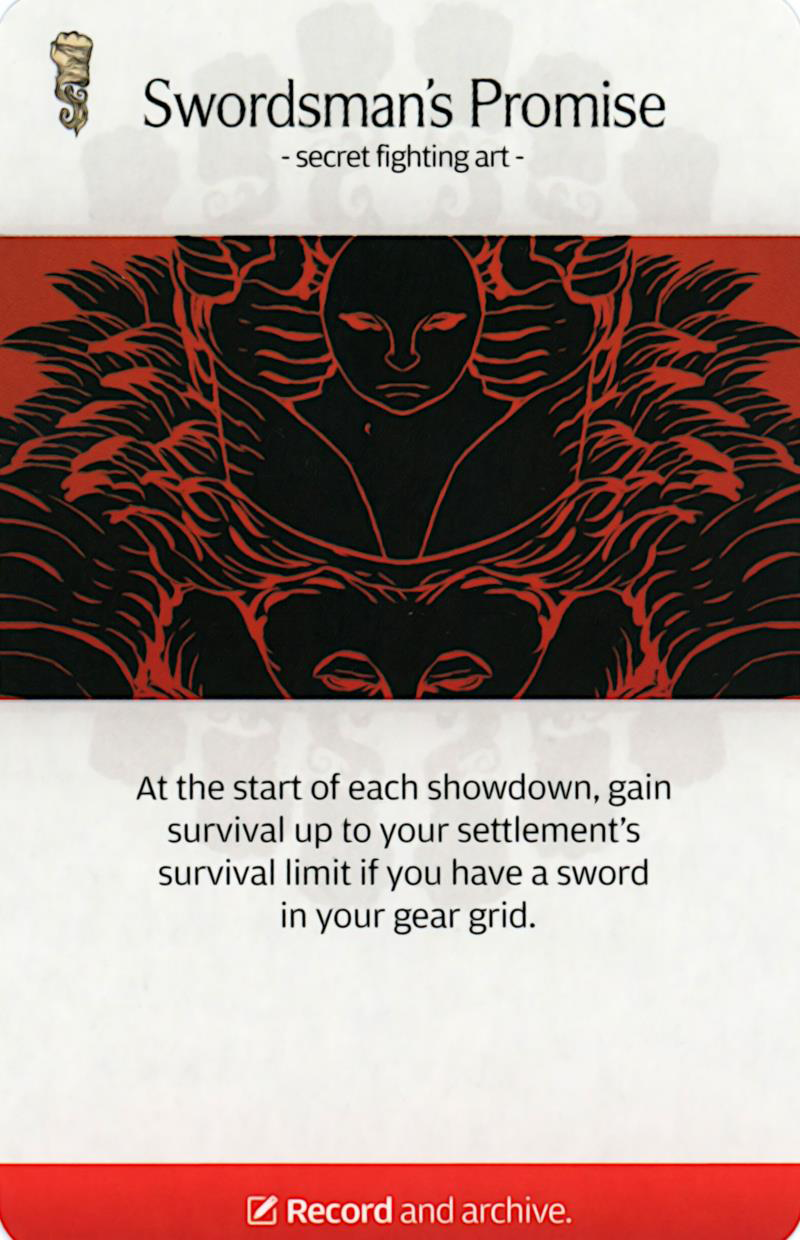 Swordsman's Promise
- secret fighting art -
At the start of each showdown, gain
survival up to your settlement's
survival limit if you have a sword
in your gear grid.
Record and archive.